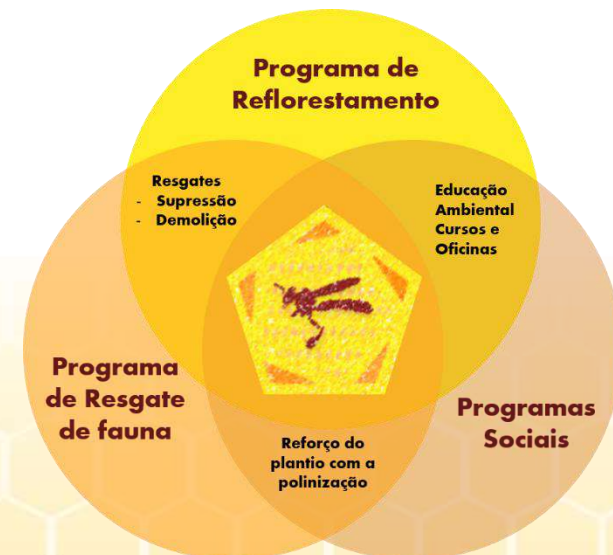 Programa de
Reflorestamento
Resgates
- Supressão
- Demolição
Educação
Ambiental
Cursos e
Oficinas
Programa
de Resgate
de fauna
Programas
Sociais
Reforço do
plantio com a
polinização